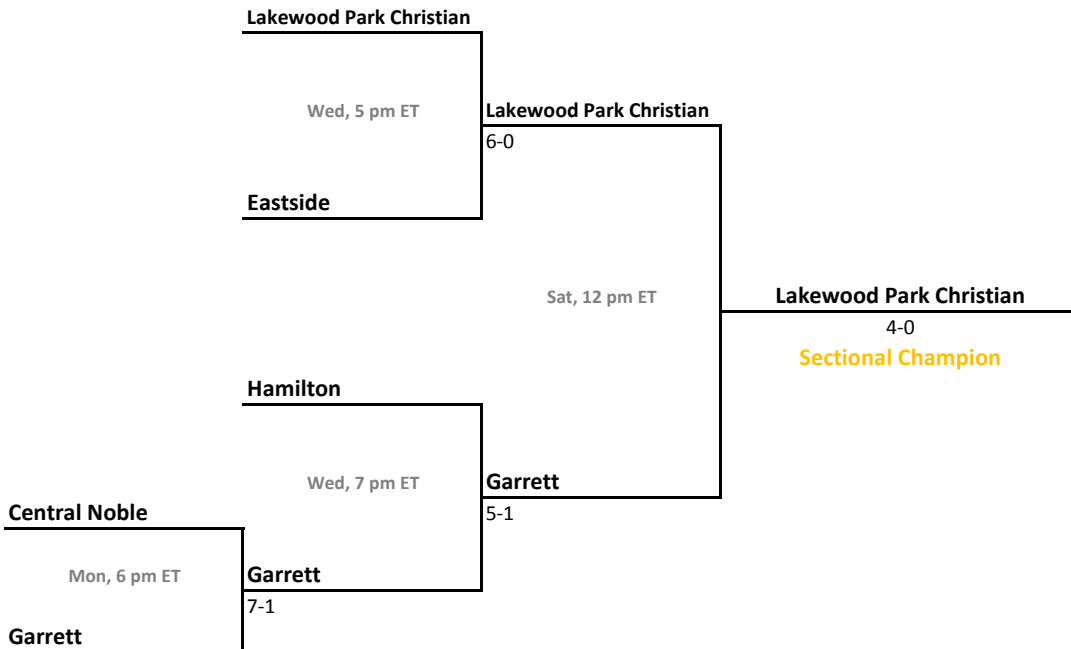 Lakewood Park Christian
Wed, 5 pm ET
Lakewood Park Christian
6-0
Eastside
Sat, 12 pm ET
Lakewood Park Christian
4-0
Sectional Champion
Hamilton
Wed, 7 pm ET
Garrett
5-1
Central Noble
Mon, 6 pm ET
Garrett
7-1
Garrett